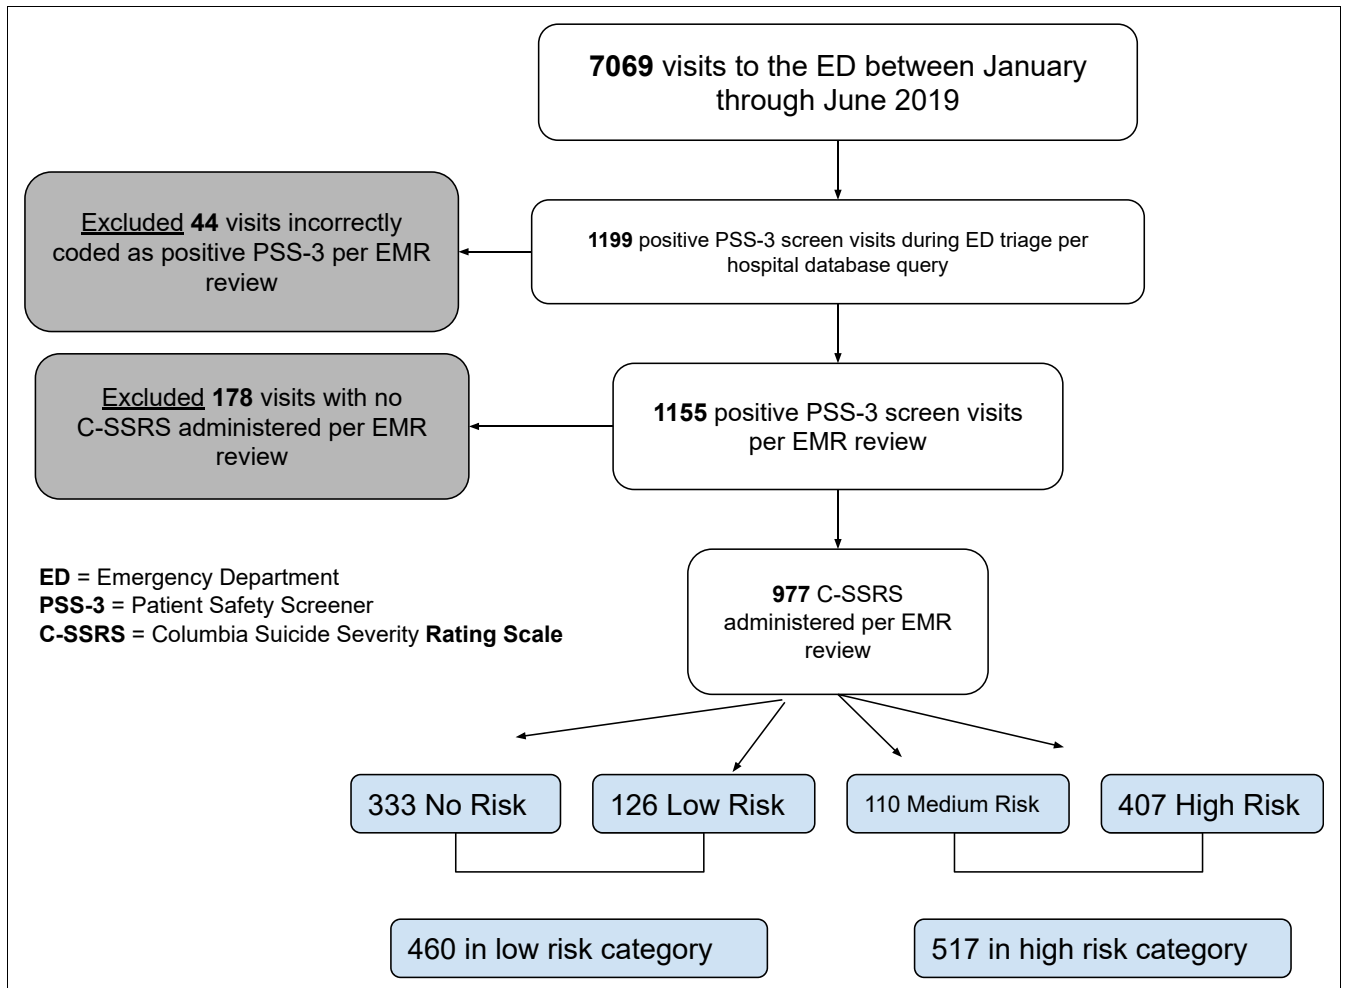 7069 visits to the ED between January
through June 2019
Excluded 44 visits incorrectly
coded as positive PSS-3 per EMR
review
1199 positive PSS-3 screen visits during ED triage per
hospital database query
Excluded 178 visits with no
C-SSRS administered per EMR
review
1155 positive PSS-3 screen visits
per EMR review
ED = Emergency Department
PSS-3 = Patient Safety Screener
C-SSRS = Columbia Suicide Severity Rating Scale
977 C-SSRS
administered per EMR
review
333 No Risk
126 Low Risk
110 Medium Risk
407 High Risk
460 in low risk category
517 in high risk category